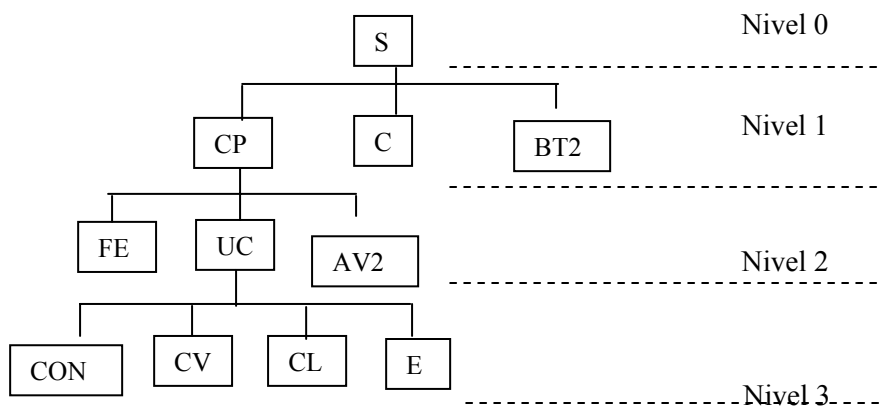 Nivel 0
S
Nivel 1
CP
C
BT2
FE
UC
AV2
Nivel 2
CON
CV
CL
E
Nivel 3